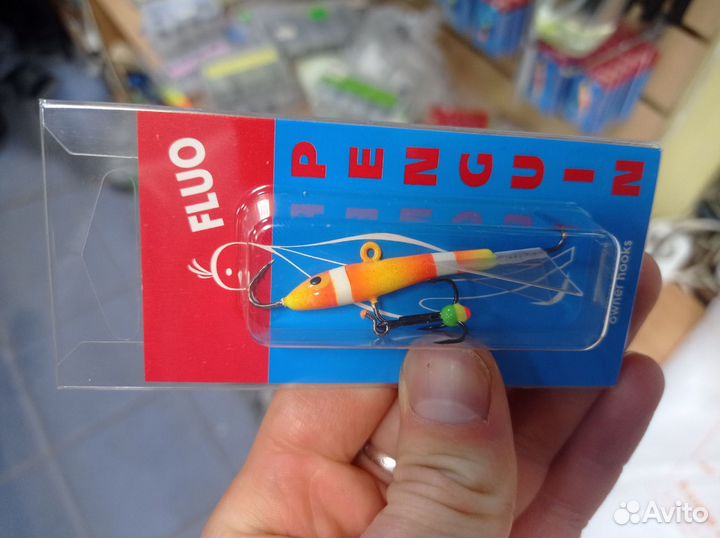 FLUO
PENGUIN
owner hooks
Avito